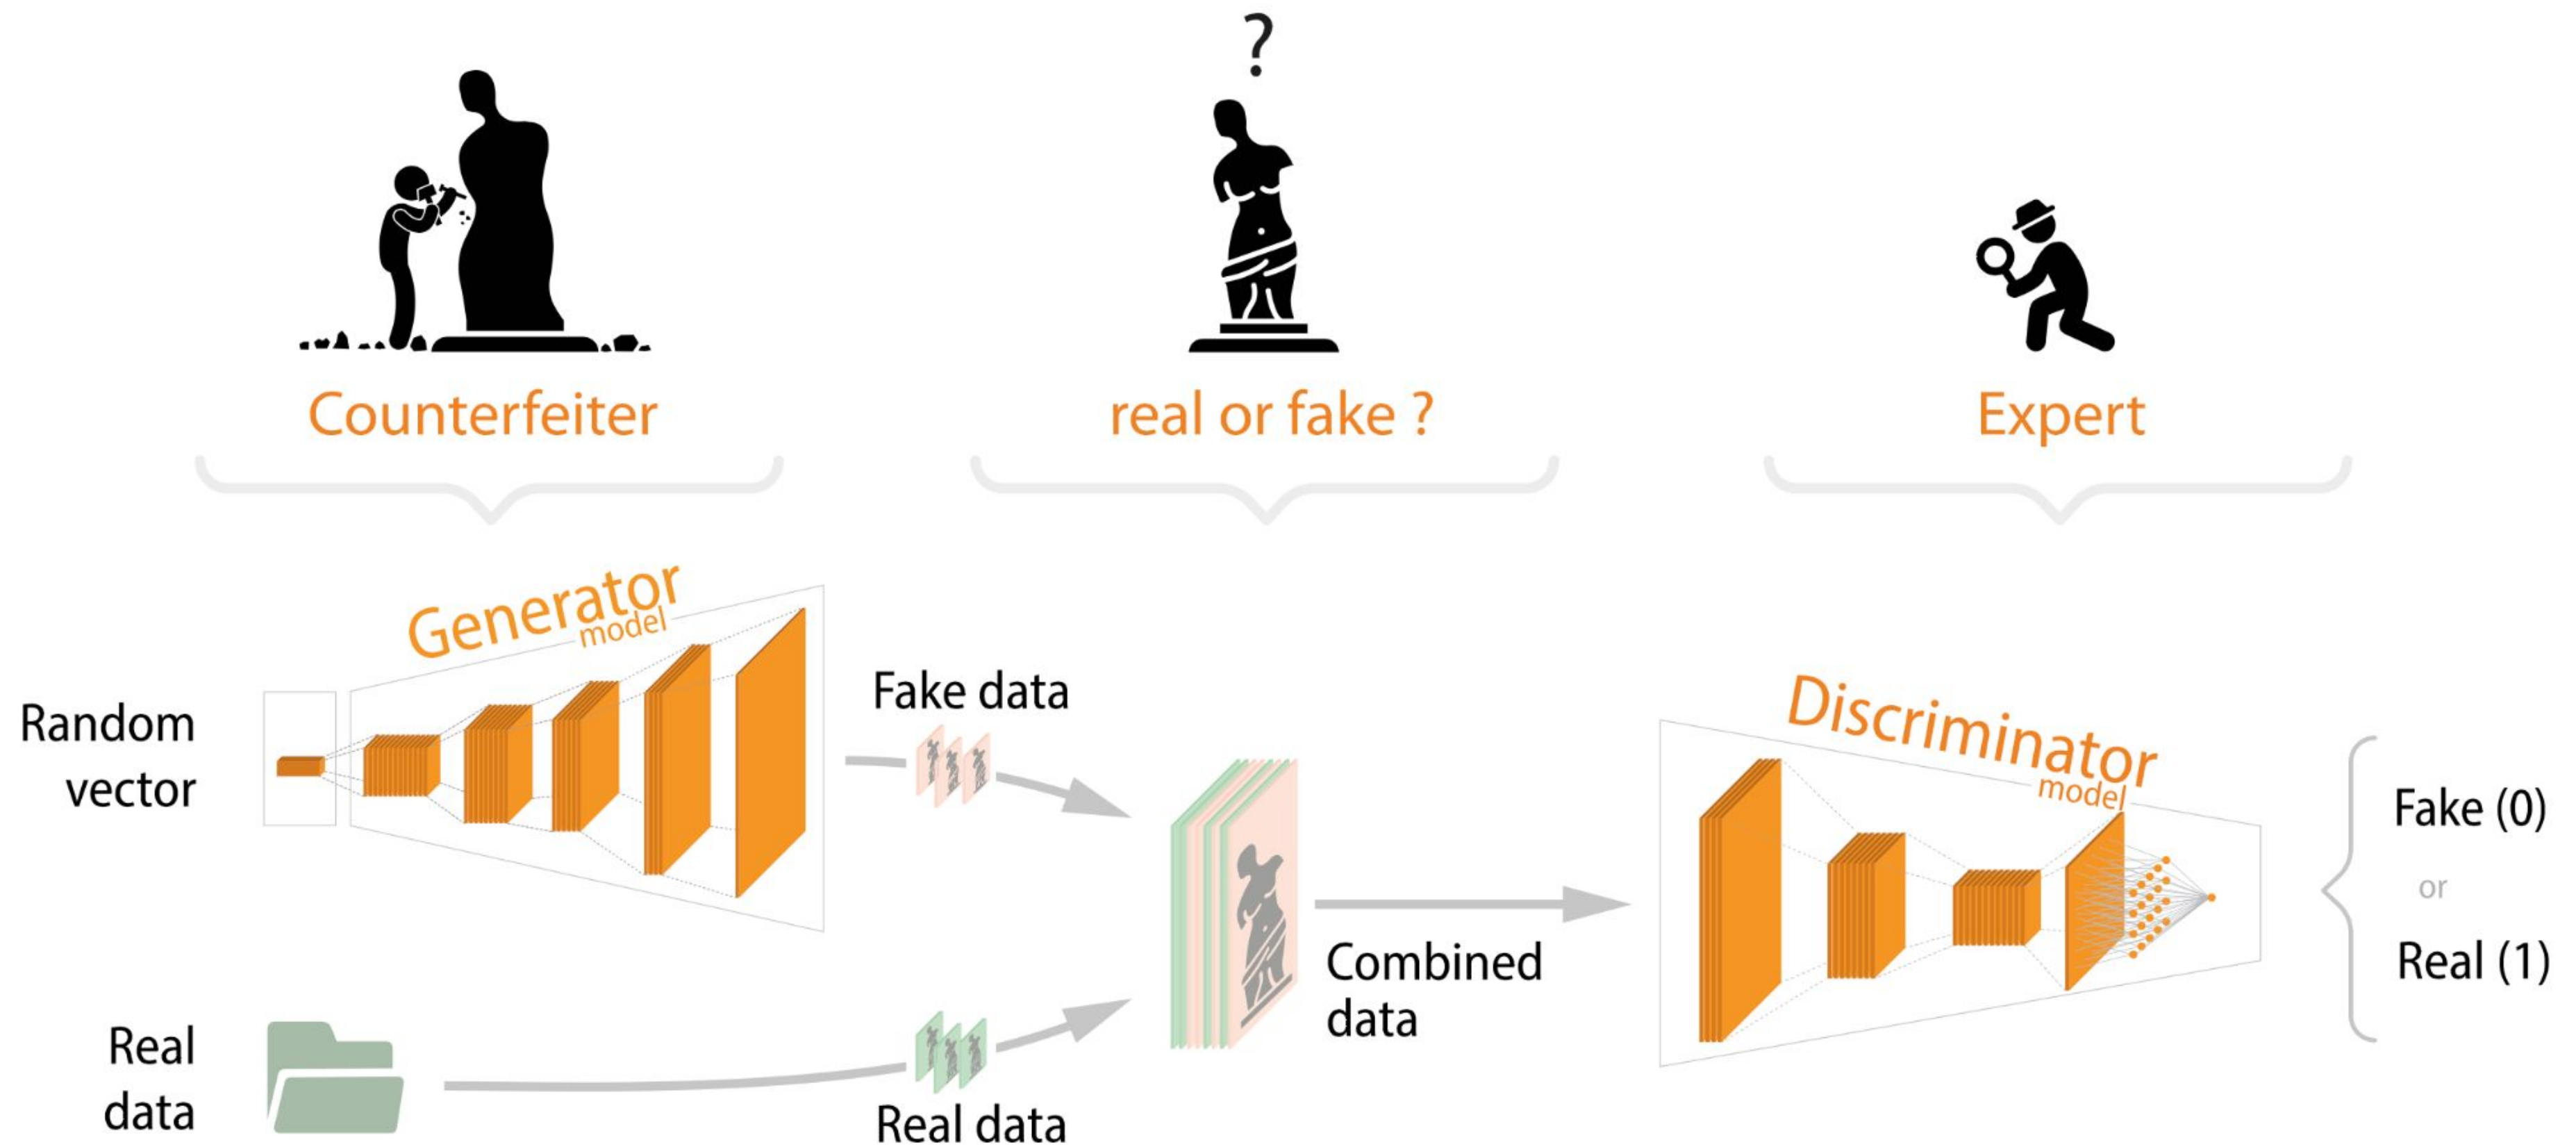 ?
Counterfeiter
real or fake ?
Expert
Generator
model
Random
vector
Fake data
Discriminator
model
Fake (0)
or
Real (1)
Combined
data
Real
data
Real data